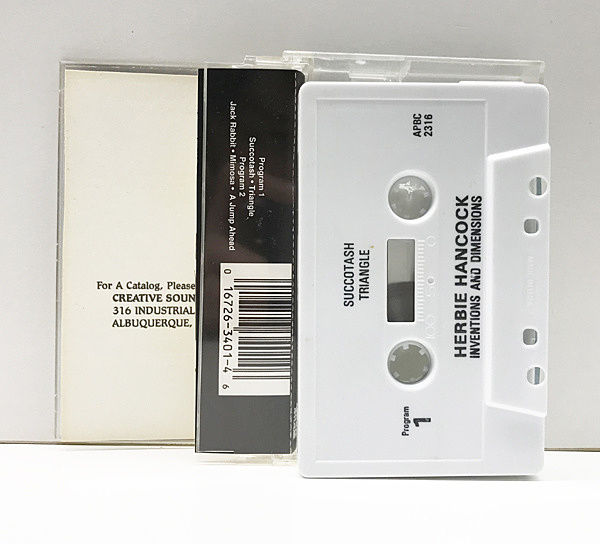 For A Catalog, Please
CREATIVE SOUN
316 INDUSTRIAL
ALBUQUERQUE,
Program 1
Succotash • Triangle
Program 2
Jack Rabbit • Mimosa • A Jump Ahead
0 16726-3401-4 6
APBC
2316
SUCCOTASH
TRIANGLE
HERBIE HANCOCK
INVENTIONS AND DIMENSIONS
Program
1